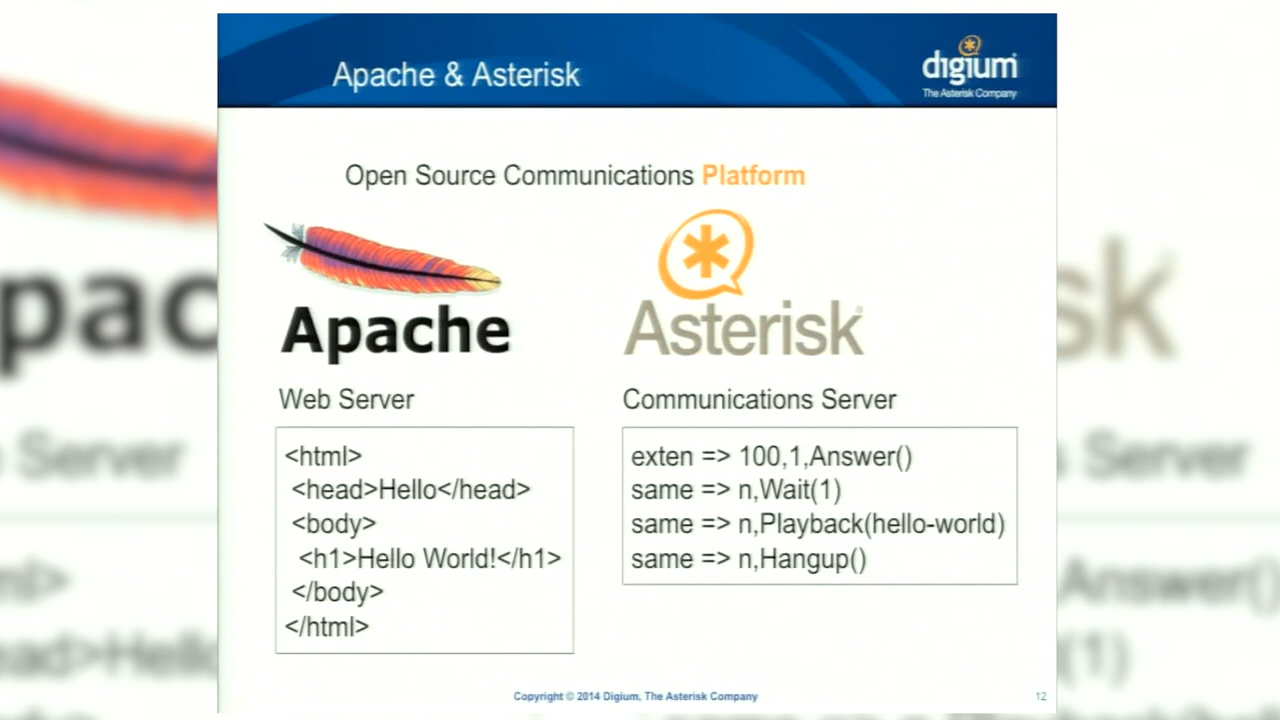 Apache & Asterisk
digium
The Asterisk Company
Open Source Communications Platform
Apache
Asterisk
Web Server
<html>
<head>Hello</head>
<body>
<h1>Hello World!</h1>
</body>
</html>
Communications Server
exten => 100,1,Answer()
same => n,Wait(1)
same => n,Playback(hello-world)
same => n,Hangup()
Copyright © 2014 Digium, The Asterisk Company
12